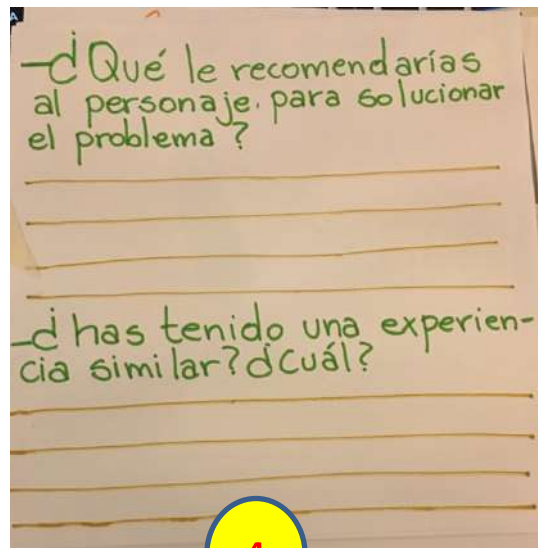 -¿Qué le recomendarías
al personaje. para solucionar
el problema?
-¿has tenido una experien-
cia similar? ¿Cuál?